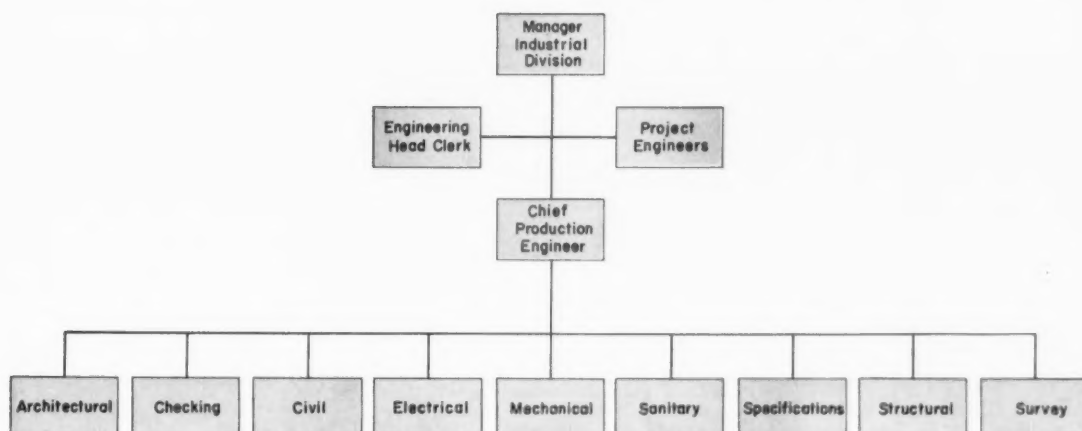 Manager
Industrial
Division
Engineering
Head Clerk
Project
Engineers
Chief
Production
Engineer
Architectural
Checking
Civil
Electrical
Mechanical
Sanitary
Specifications
Structural
Survey